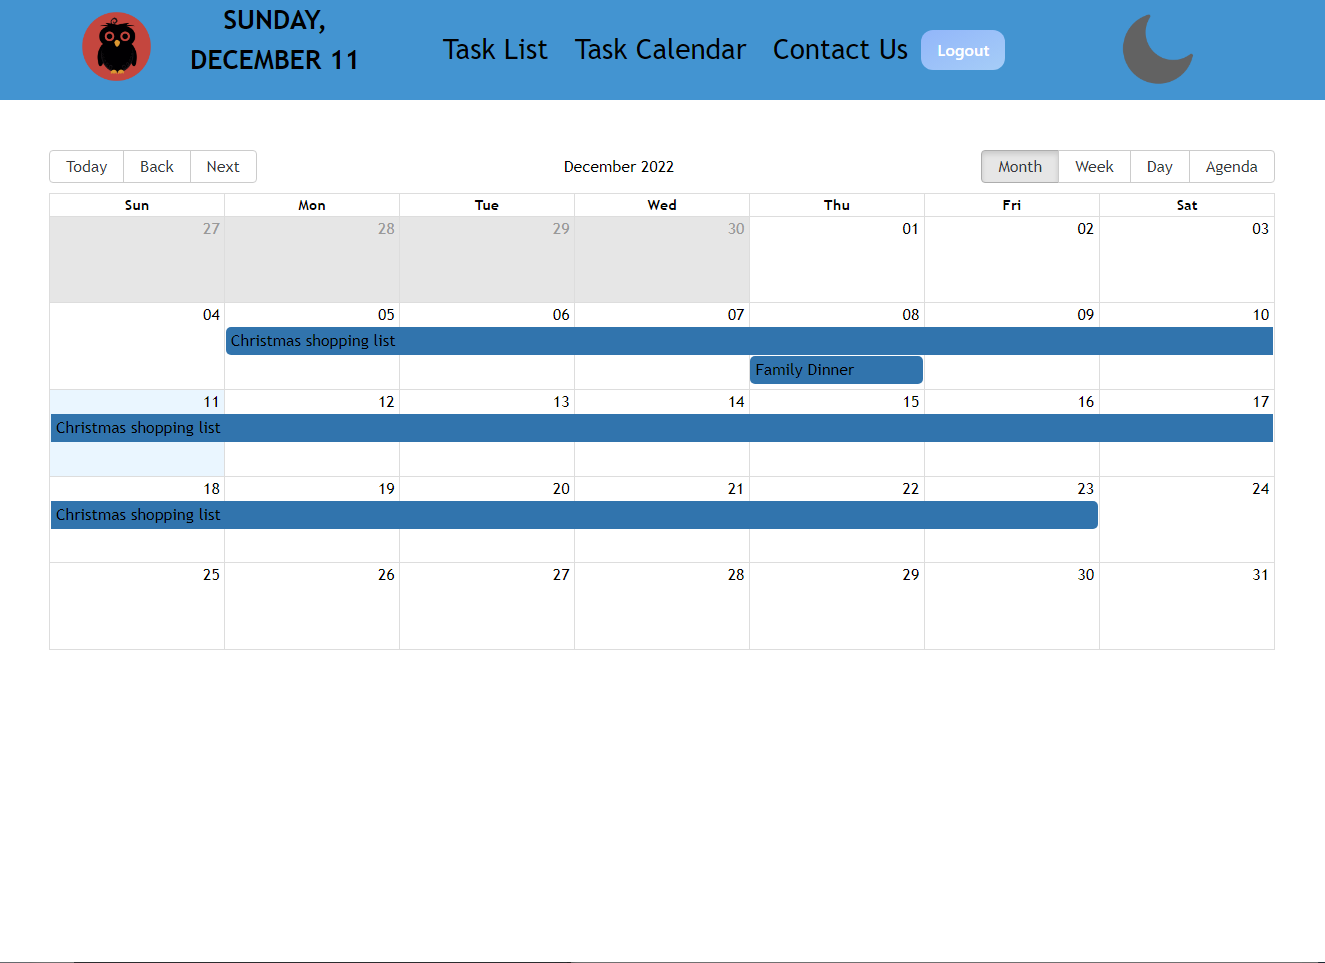 SUNDAY,
DECEMBER 11
Task List Task Calendar Contact Us Logout
Today Back Next December 2022 Month Week Day Agenda
Sun Mon Tue Wed Thu Fri Sat
27 28 29 30 01 02 03
04 05 06 07 08 09 10
Christmas shopping list
Family Dinner
11 12 13 14 15 16 17
Christmas shopping list
18 19 20 21 22 23 24
Christmas shopping list
25 26 27 28 29 30 31